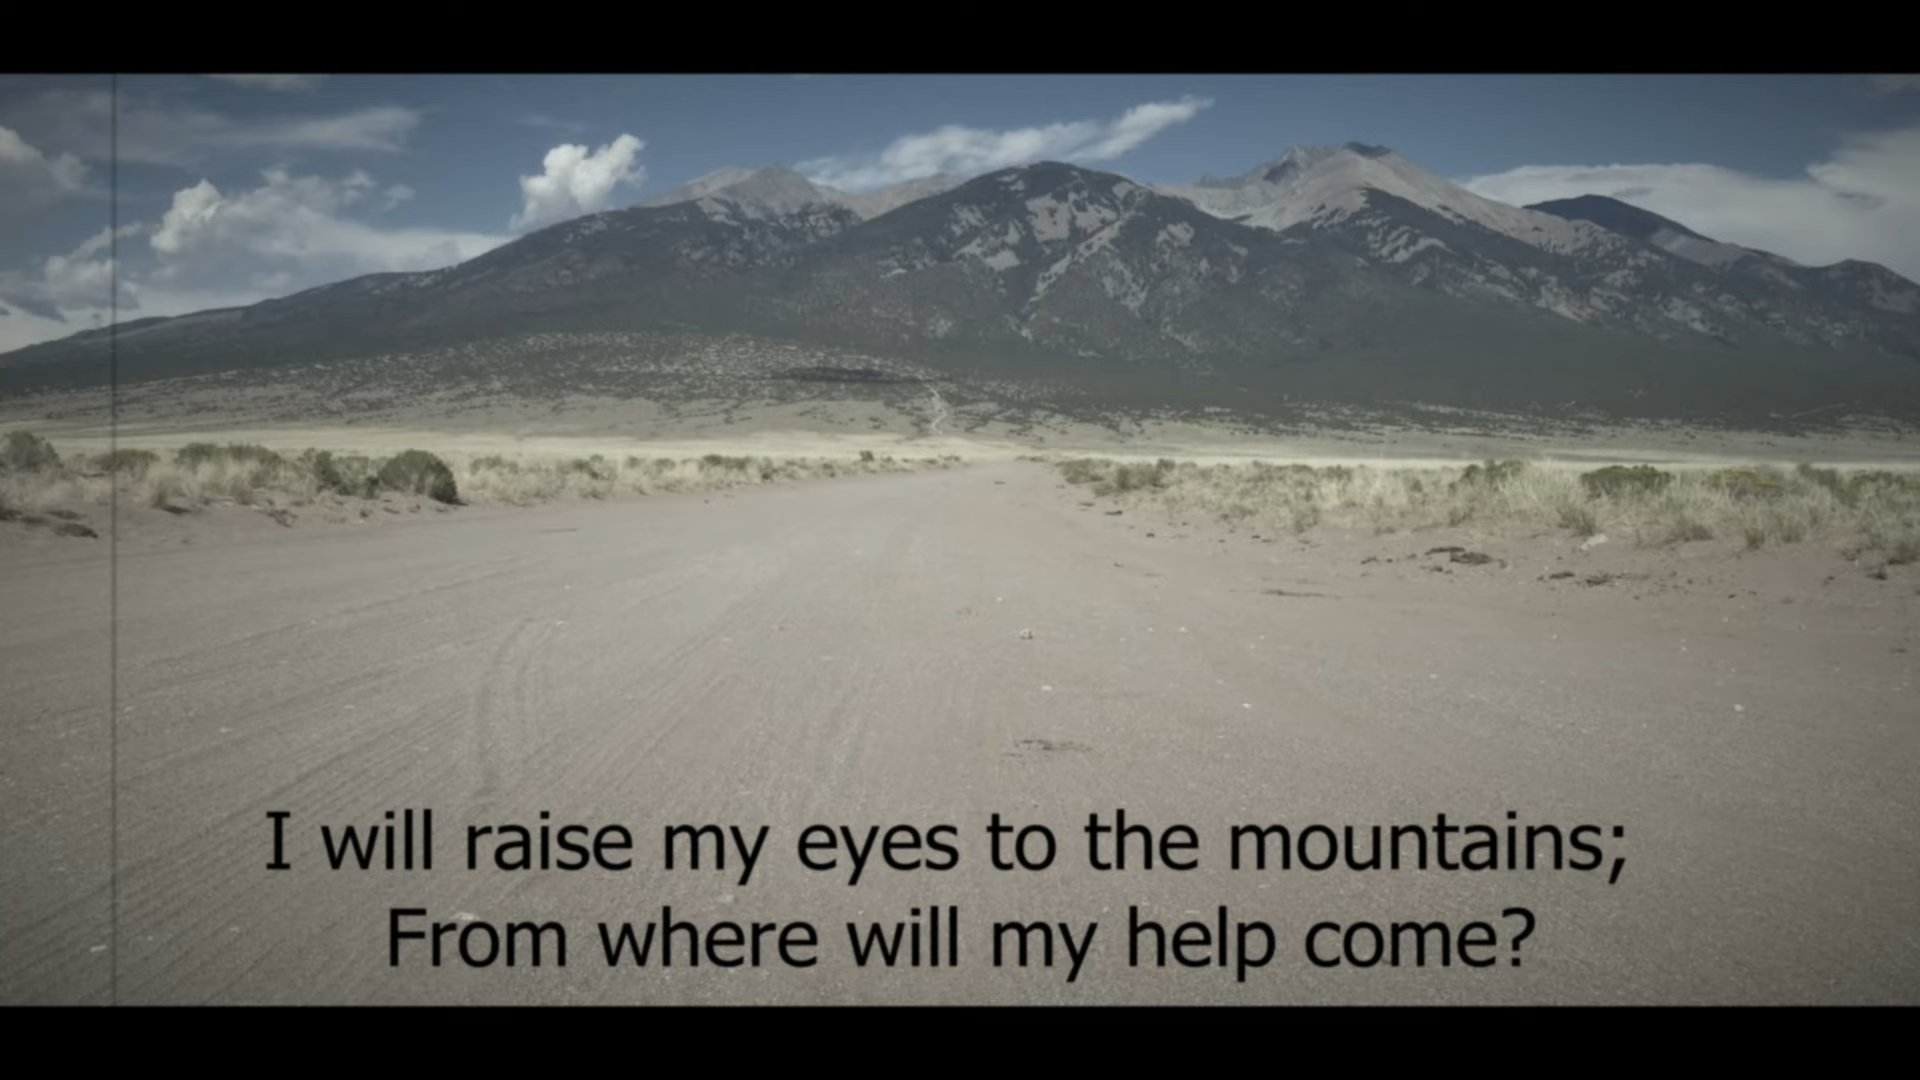 I will raise my eyes to the mountains;
From where will my help come?